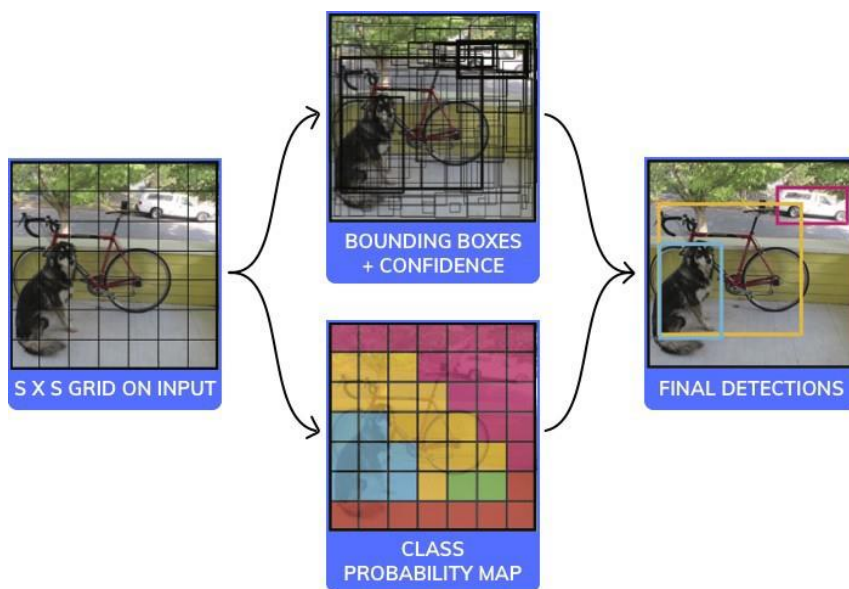 S X S GRID ON INPUT
BOUNDING BOXES
+ CONFIDENCE
CLASS
PROBABILITY MAP
FINAL DETECTIONS